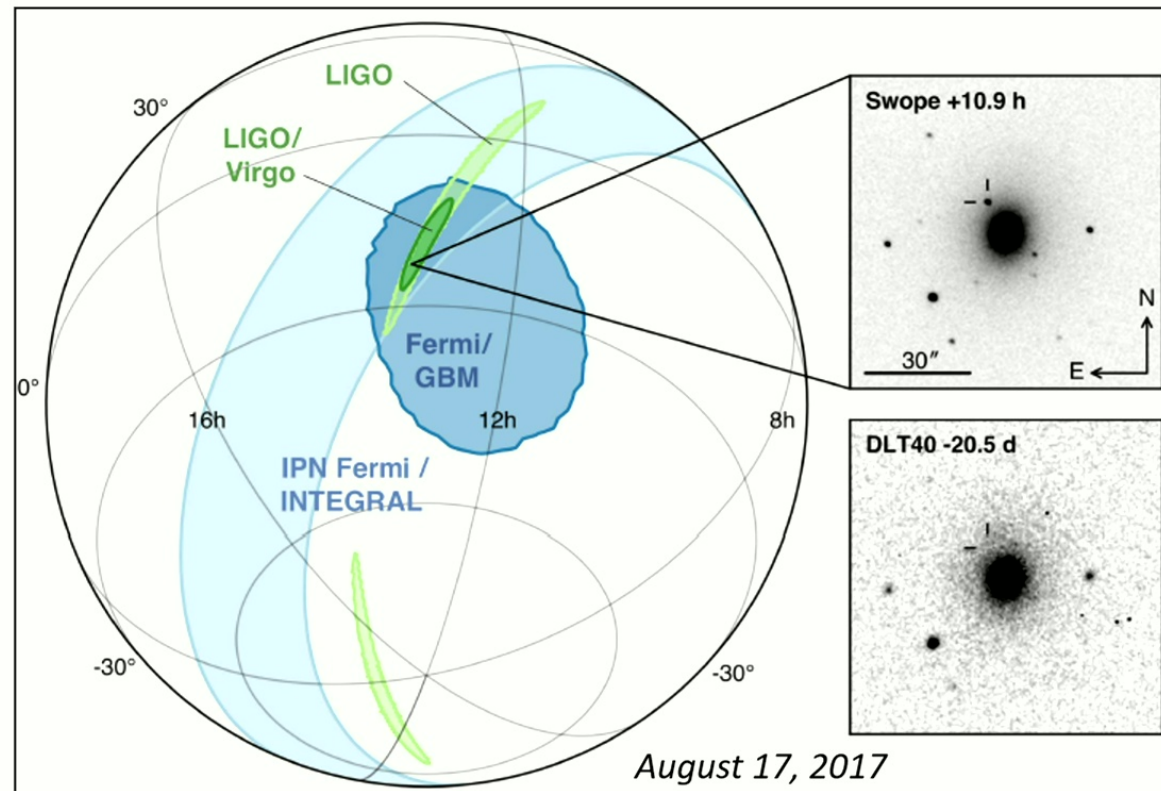 LIGO
30°
LIGO/
Virgo
Swope +10.9 h
N
E
30″
Fermi/
GBM
0°
16h
12h
8h
IPN Fermi /
INTEGRAL
DLT40 -20.5 d
-30°
-30°
August 17, 2017